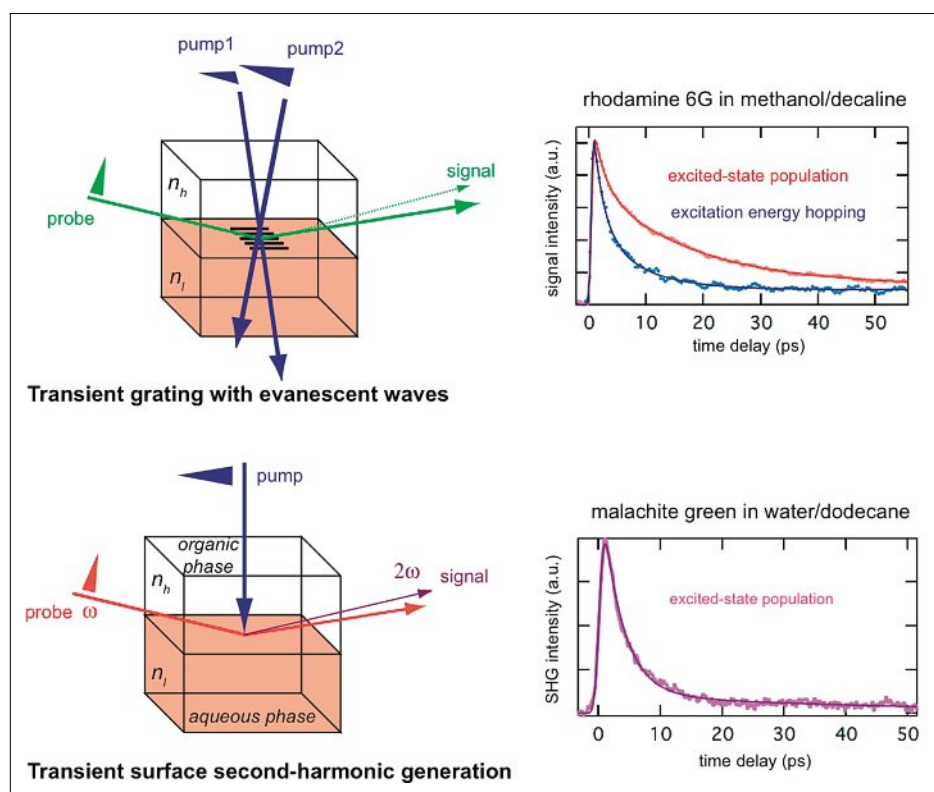 pump1
pump2
n_h
n_l
probe
signal
Transient grating with evanescent waves
rhodamine 6G in methanol/decaline
signal intensity (a.u.)
excited-state population
excitation energy hopping
0 10 20 30 40 50
time delay (ps)
pump
organic
phase
n_h
n_l
probe ω
2ω
signal
aqueous phase
Transient surface second-harmonic generation
malachite green in water/dodecane
SHG intensity (a.u.)
excited-state population
0 10 20 30 40 50
time delay (ps)